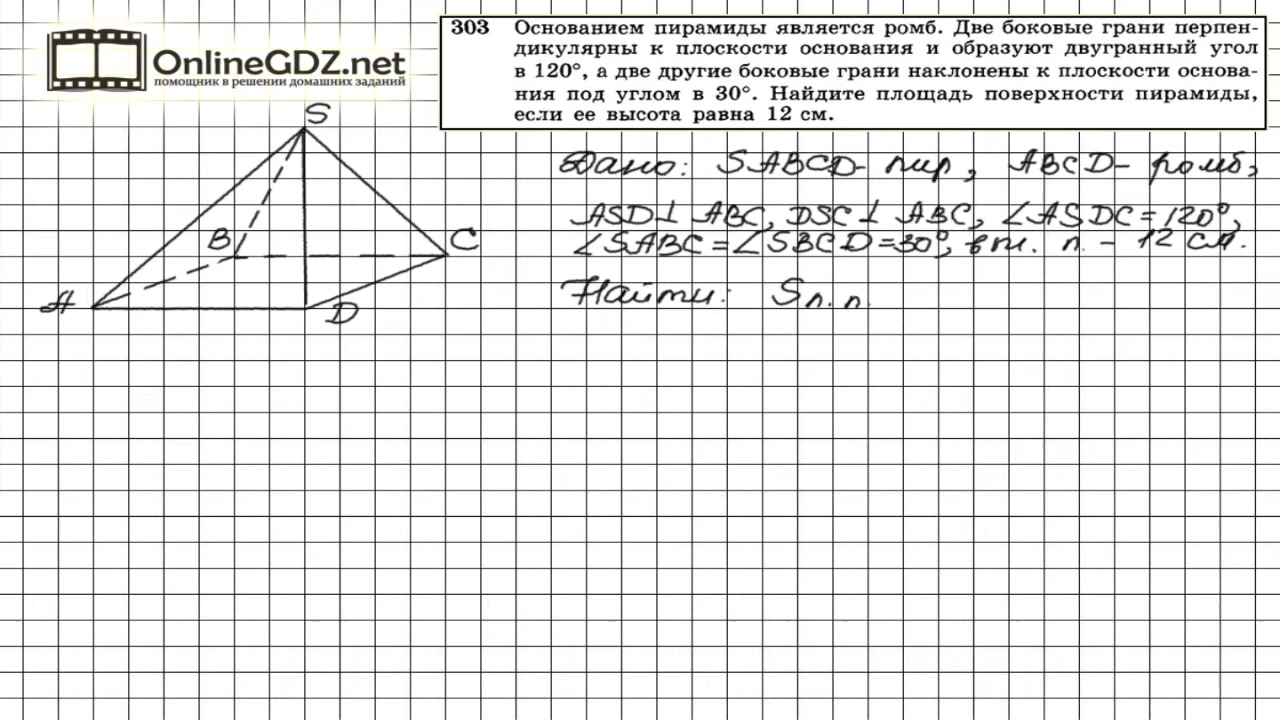 OnlineGDZ.net
помощник в решении домашних заданий
303 Основанием пирамиды является ромб. Две боковые грани перпен-
дикулярны к плоскости основания и образуют двугранный угол
в 120°, а две другие боковые грани наклонены к плоскости основа-
ния под углом в 30°. Найдите площадь поверхности пирамиды,
если ее высота равна 12 см.
S
B
C
A
D
Дано: SABCD- пир, ABCD- ромб,
ASD⊥ ABC, DSC⊥ ABC, ∠ASDC=120°,
∠SABC=∠SBCD=30°, в п. - 12 см.
Найти: Sп.п.